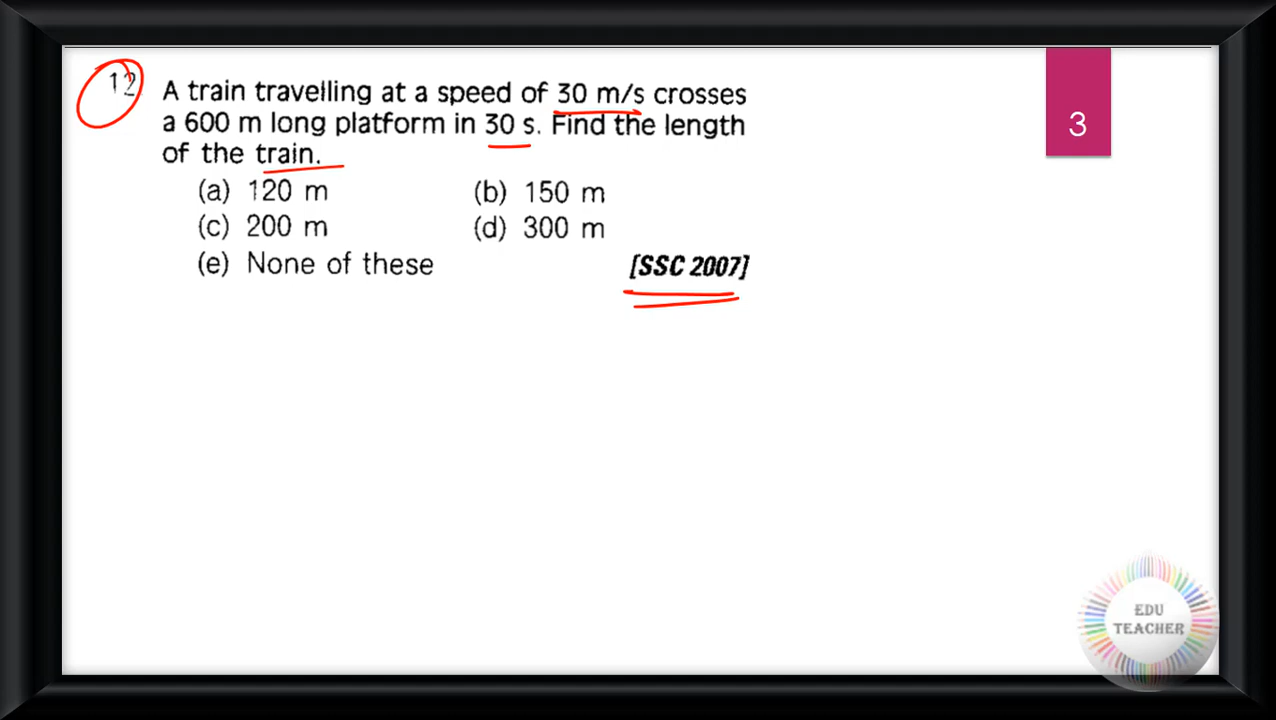 12 A train travelling at a speed of 30 m/s crosses
a 600 m long platform in 30 s. Find the length
of the train.
(a) 120 m (b) 150 m
(c) 200 m (d) 300 m
(e) None of these [SSC 2007]
3
EDU
TEACHER